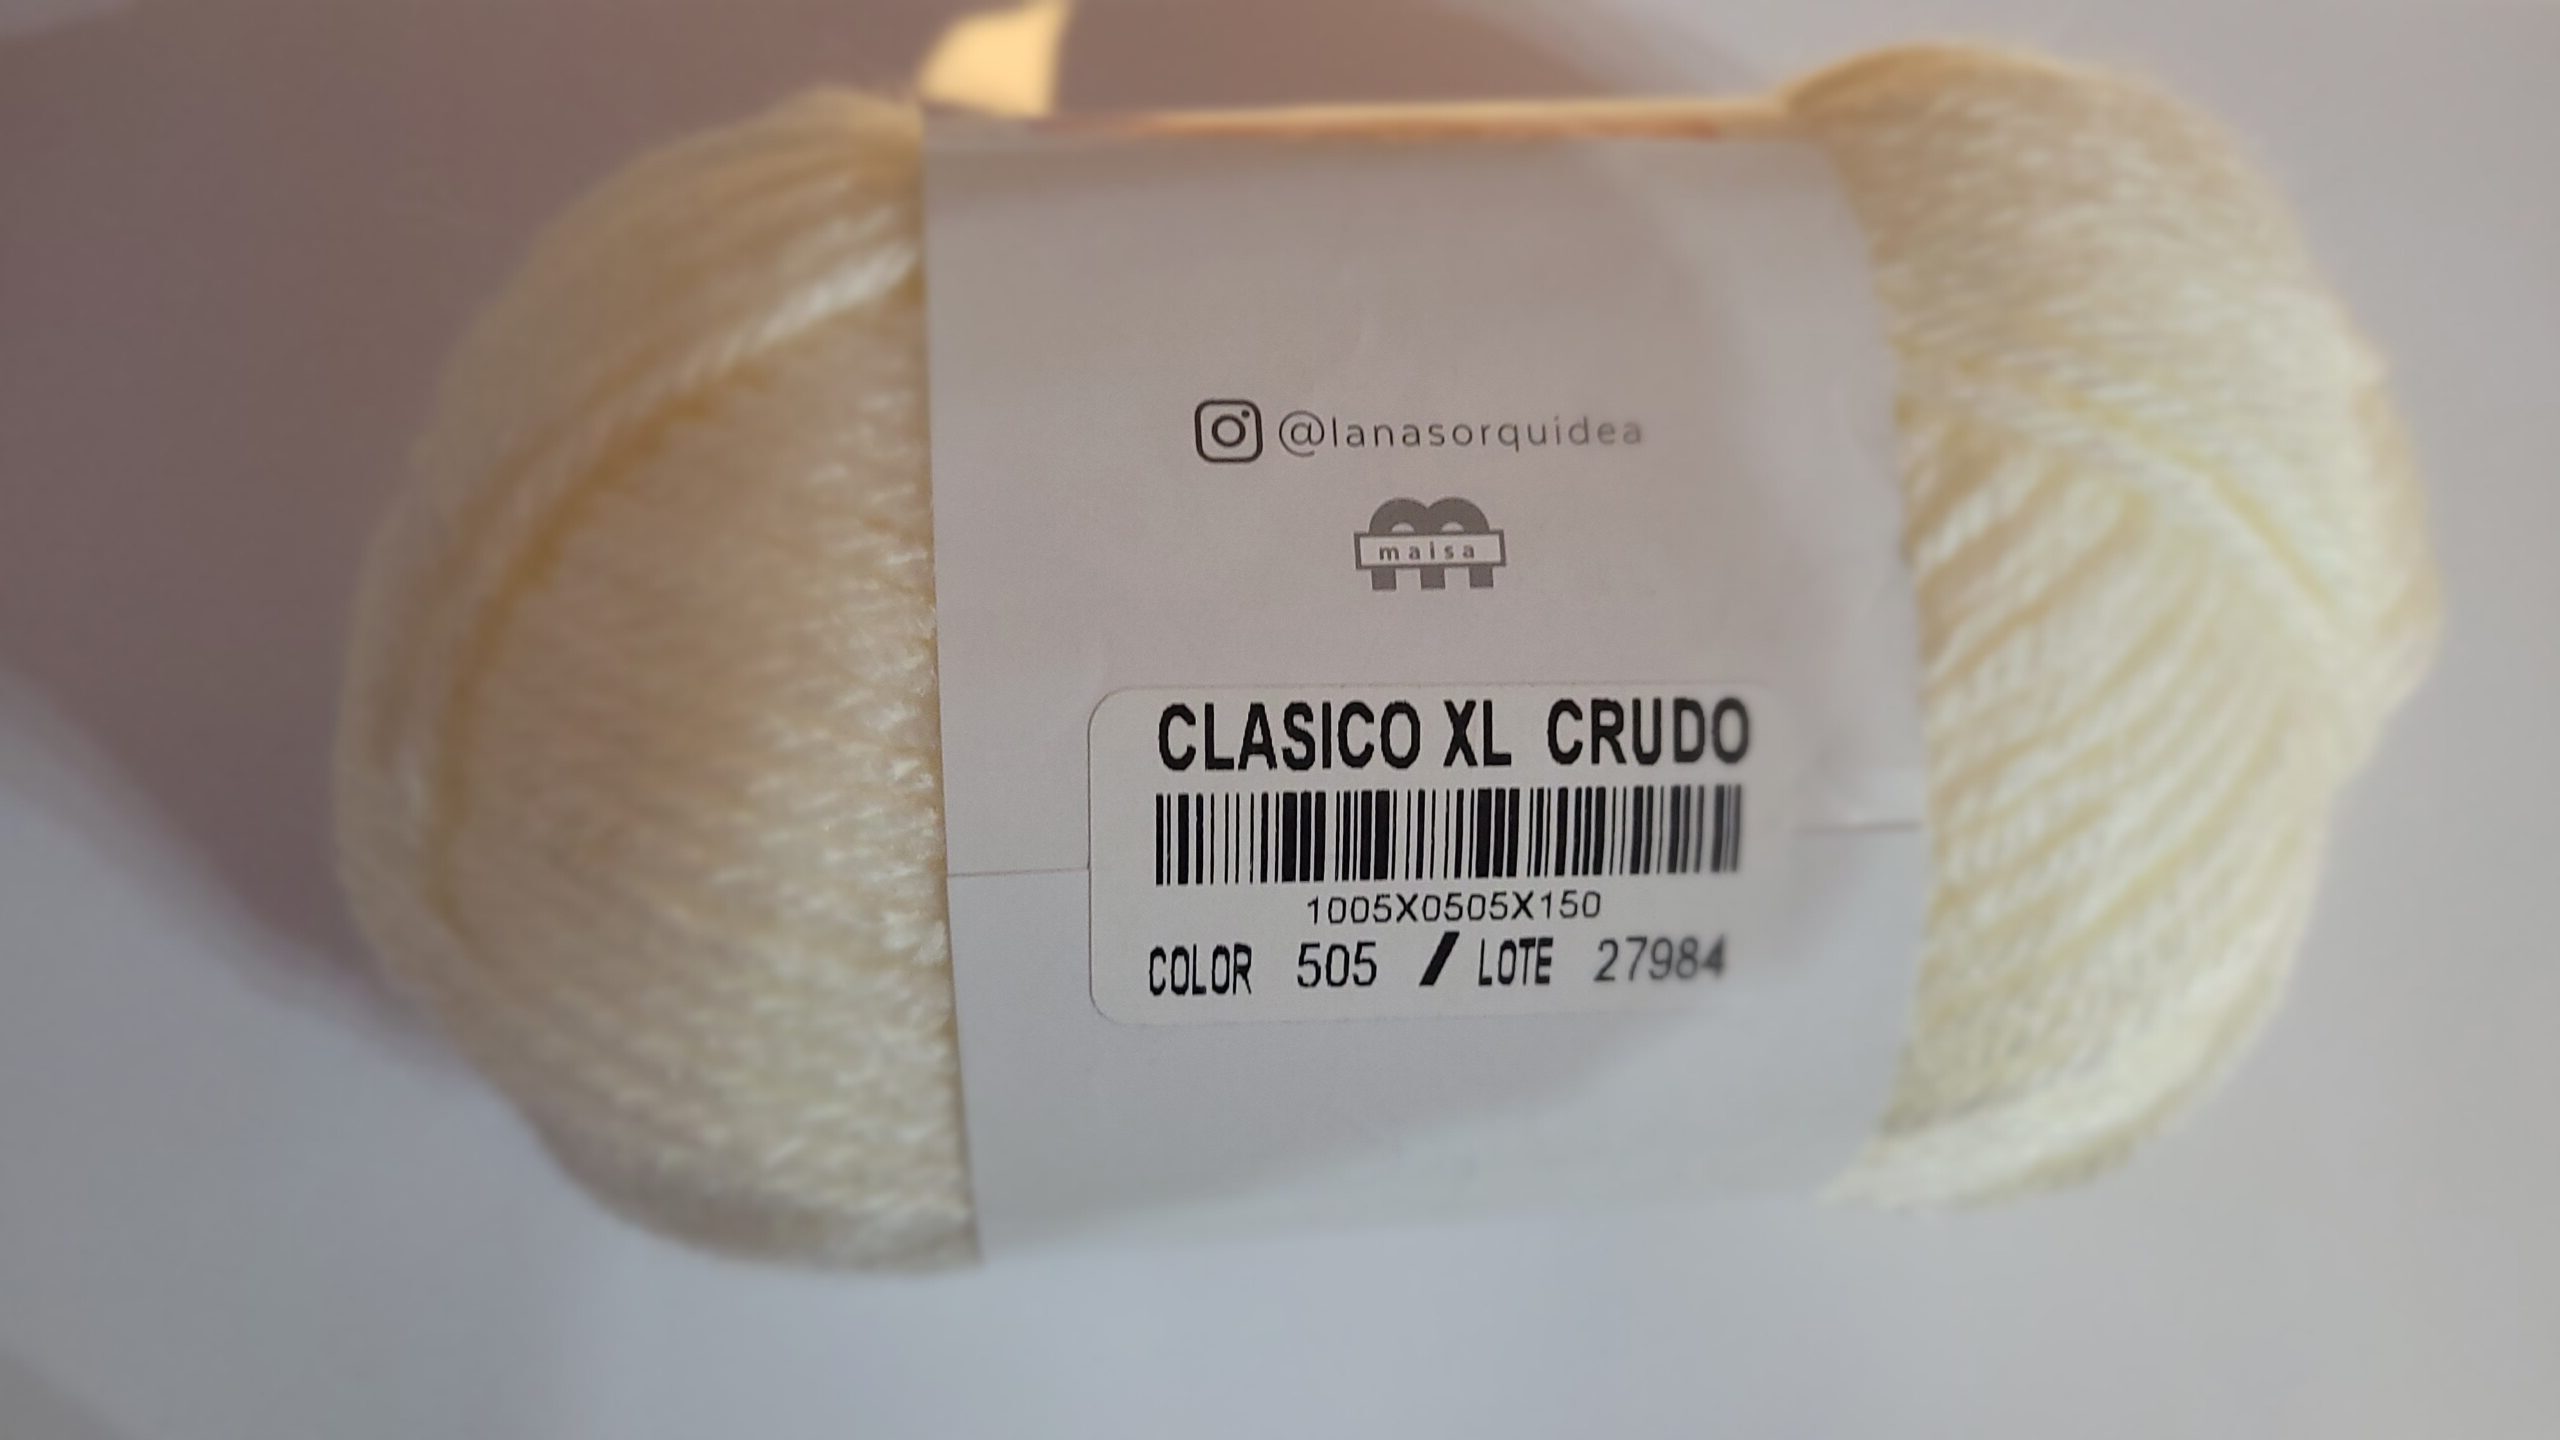 @lanasorquidea
maisa
CLASICO XL CRUDO
1005X0505X150
COLOR 505 / LOTE 27984